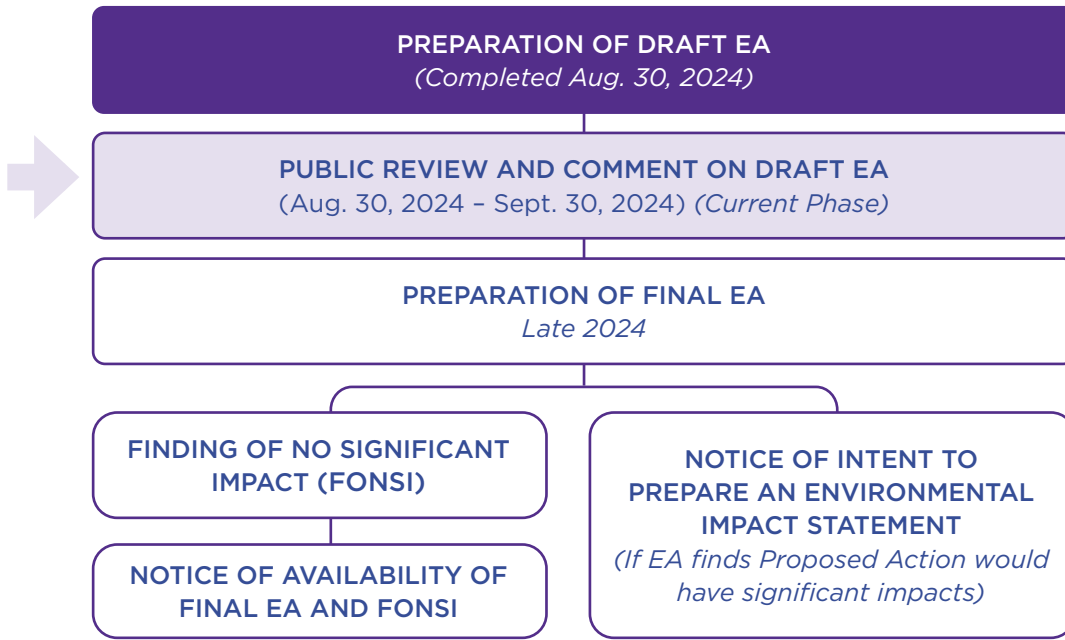 PREPARATION OF DRAFT EA
(Completed Aug. 30, 2024)
PUBLIC REVIEW AND COMMENT ON DRAFT EA
(Aug. 30, 2024 – Sept. 30, 2024) (Current Phase)
PREPARATION OF FINAL EA
Late 2024
FINDING OF NO SIGNIFICANT
IMPACT (FONSI)
NOTICE OF AVAILABILITY OF
FINAL EA AND FONSI
NOTICE OF INTENT TO
PREPARE AN ENVIRONMENTAL
IMPACT STATEMENT
(If EA finds Proposed Action would
have significant impacts)